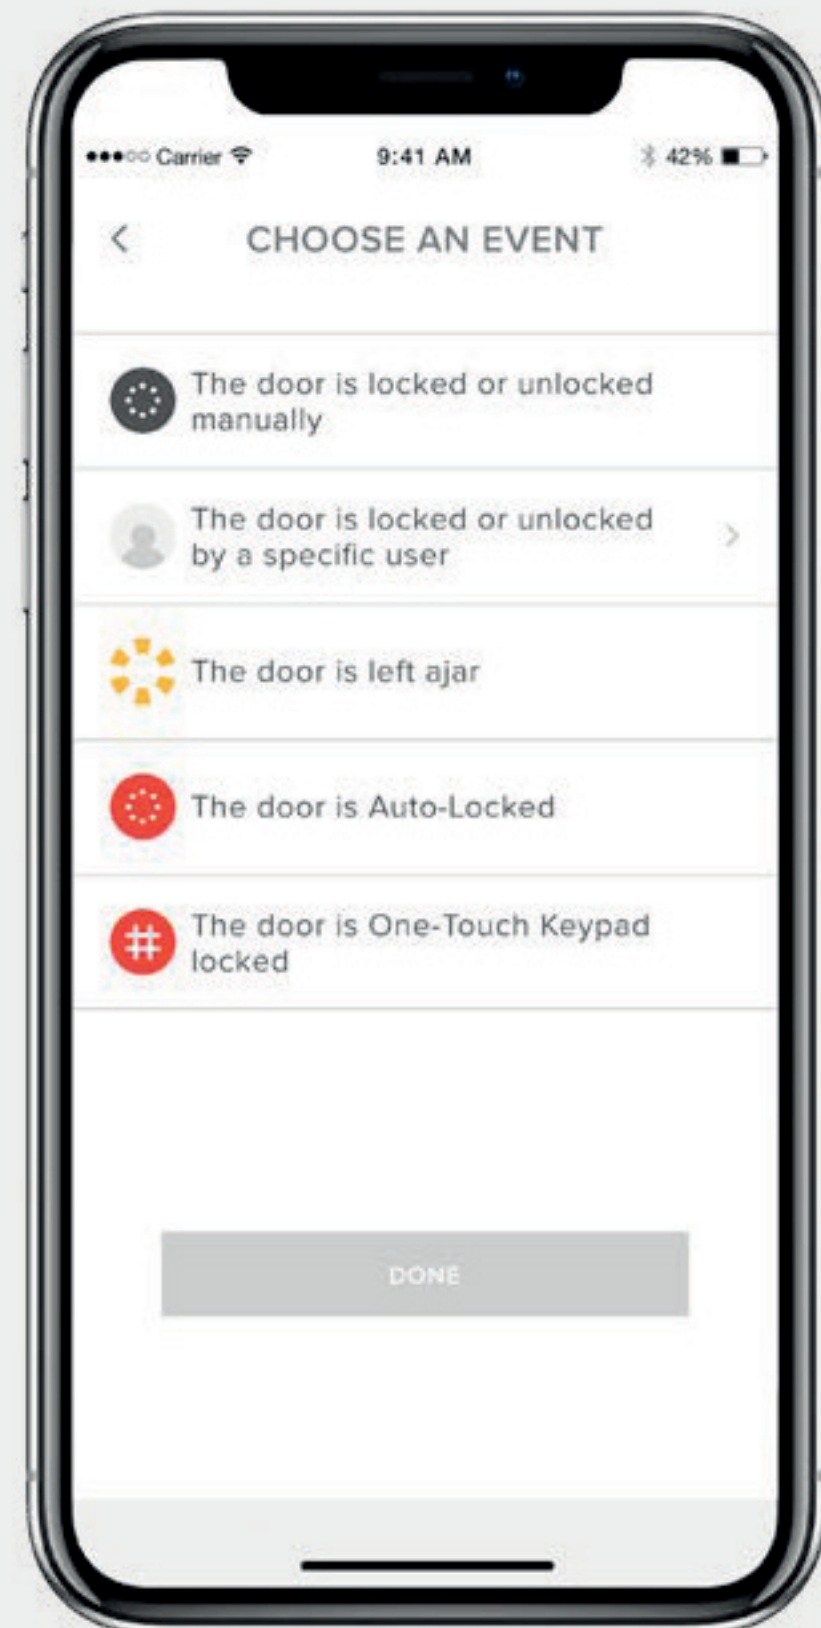 Carrier 9:41 AM 42%
CHOOSE AN EVENT
The door is locked or unlocked
manually
The door is locked or unlocked
by a specific user
The door is left ajar
The door is Auto-Locked
The door is One-Touch Keypad
locked
DONE